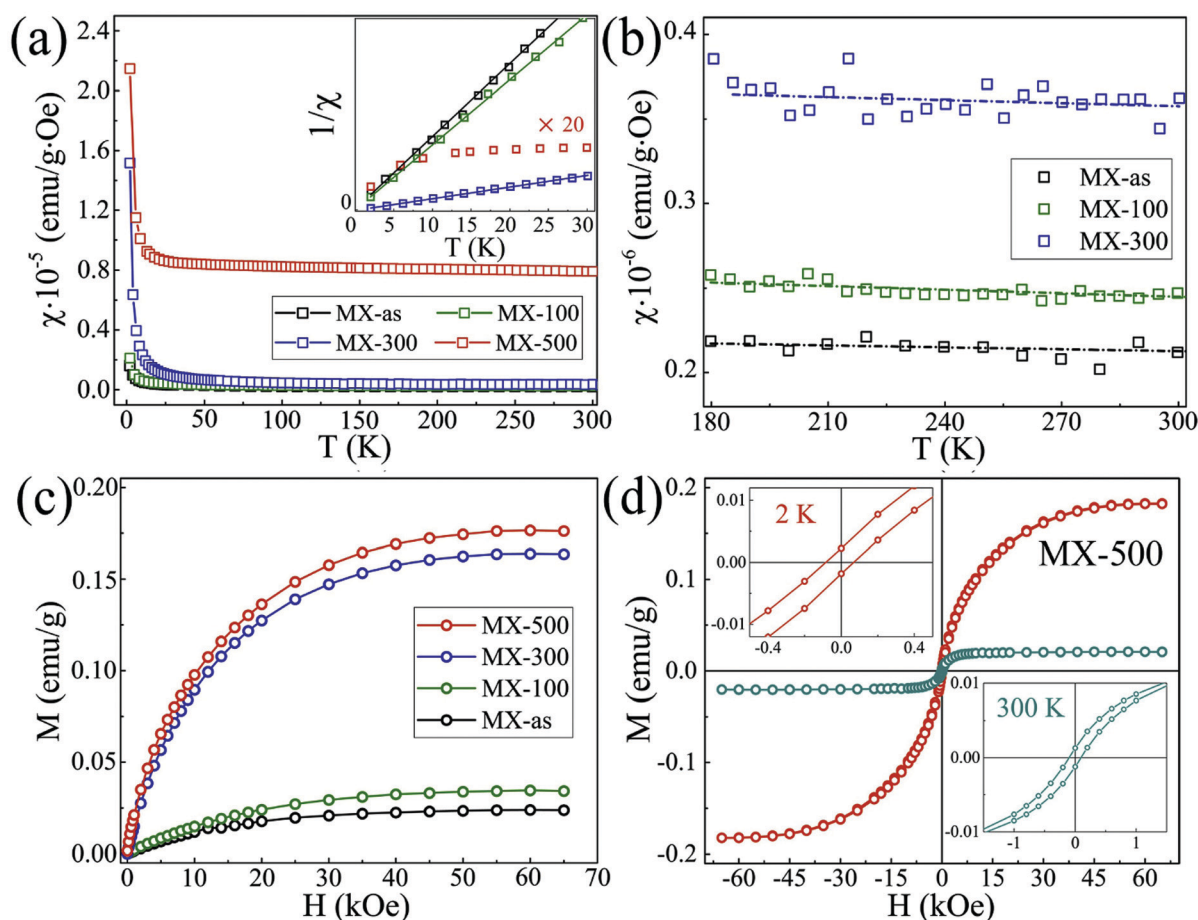 (a)
2.4
2.0
1.6
1.2
0.8
0.4
0.0
χ·10⁻⁵ (emu/g·Oe)
0 50 100 150 200 250 300
T (K)
1/χ
0
× 20
0 5 10 15 20 25 30
T (K)
MX-as MX-100
MX-300 MX-500
(b)
0.4
0.3
0.2
χ·10⁻⁶ (emu/g·Oe)
180 210 240 270 300
T (K)
MX-as
MX-100
MX-300
(c)
0.20
0.15
0.10
0.05
0.00
M (emu/g)
0 10 20 30 40 50 60 70
H (kOe)
MX-500
MX-300
MX-100
MX-as
(d)
0.2
0.1
0.0
-0.1
-0.2
M (emu/g)
-60 -45 -30 -15 0 15 30 45 60
H (kOe)
MX-500
2 K
0.01
0.00
-0.01
-0.4 0.0 0.4
300 K
0.01
0.00
-0.01
-1 0 1